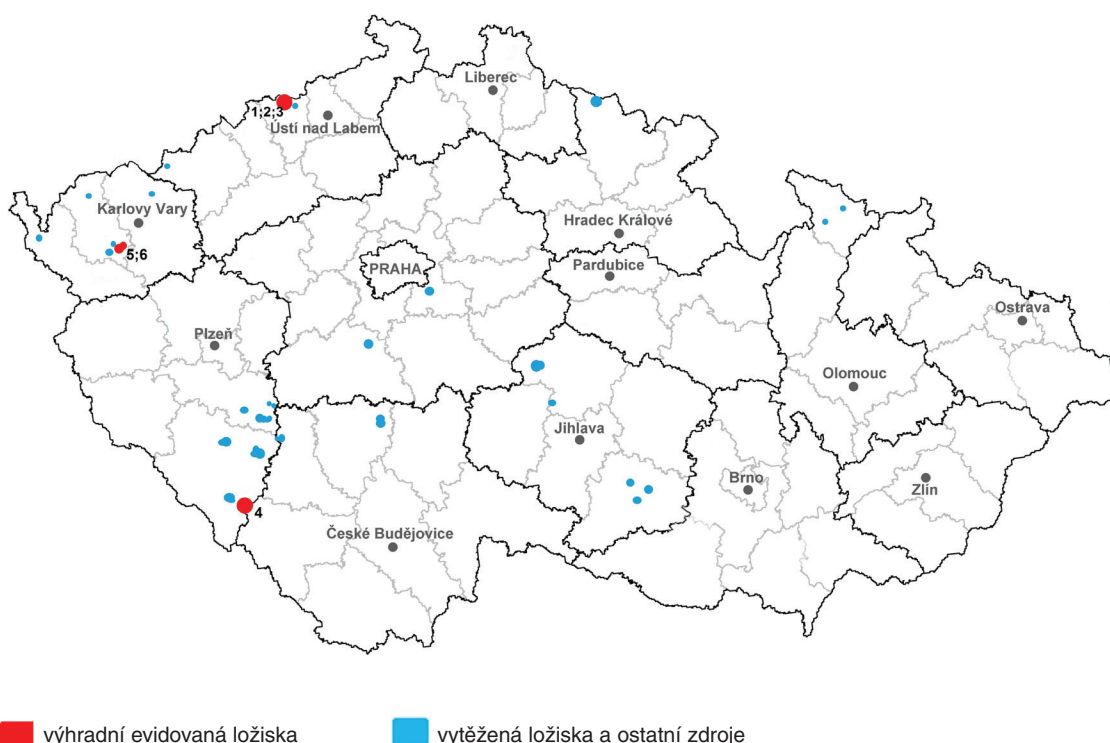 Liberec
1;2;3
Ústí nad Labem
Karlovy Vary
Hradec Králové
5;6
PRAHA
Pardubice
Ostrava
Plzeň
Olomouc
Jihlava
Brno
Zlín
4
České Budějovice
výhradní evidovaná ložiska
vytěžená ložiska a ostatní zdroje